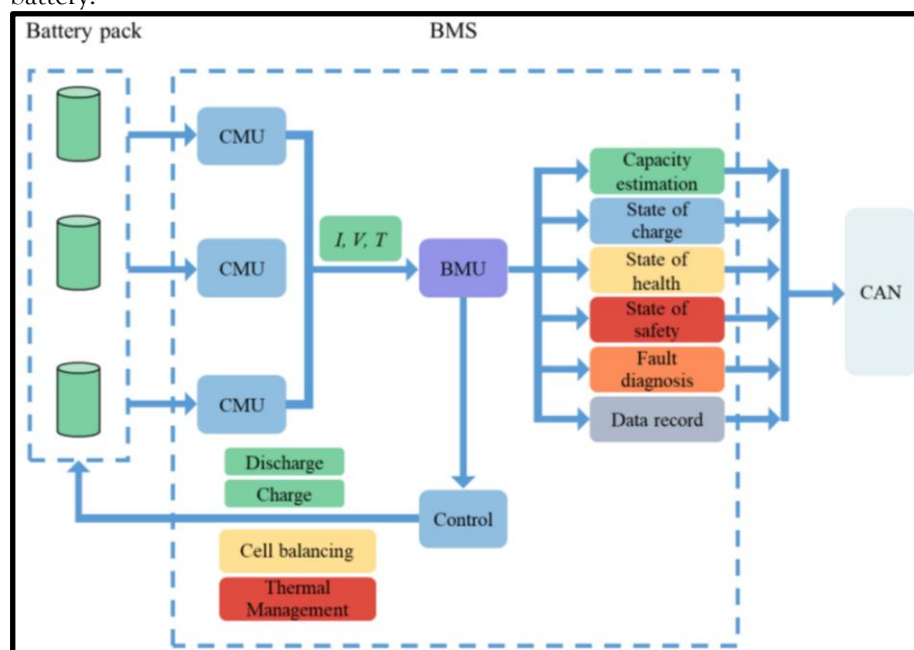 battery.
Battery pack
BMS
CMU
CMU
CMU
I, V, T
BMU
Capacity
estimation
State of
charge
State of
health
State of
safety
Fault
diagnosis
Data record
CAN
Discharge
Charge
Control
Cell balancing
Thermal
Management